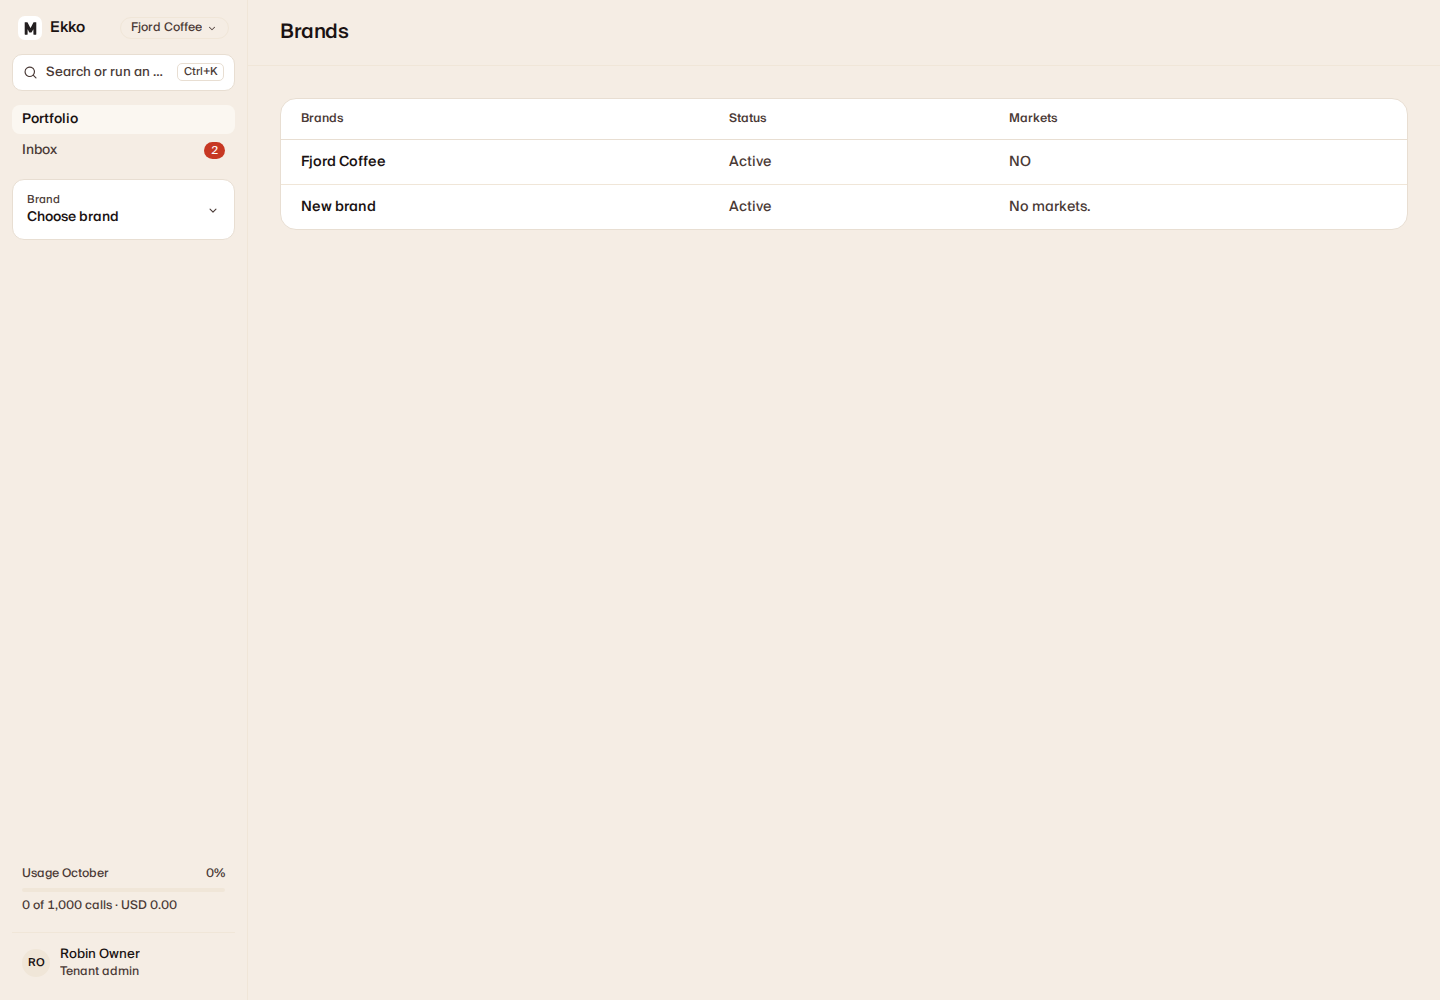 Ekko
Fjord Coffee
Search or run an ...
Ctrl+K
Portfolio
Inbox
2
Brand
Choose brand
Usage October
0%
0 of 1,000 calls · USD 0.00
RO
Robin Owner
Tenant admin
Brands
Brands Status Markets
Fjord Coffee Active NO
New brand Active No markets.